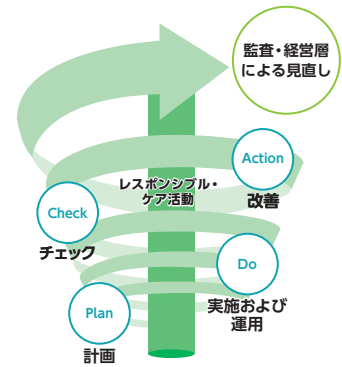 監査・経営層
による見直し
Action
改善
レスポンシブル・
ケア活動
Check
チェック
Do
実施および
運用
Plan
計画